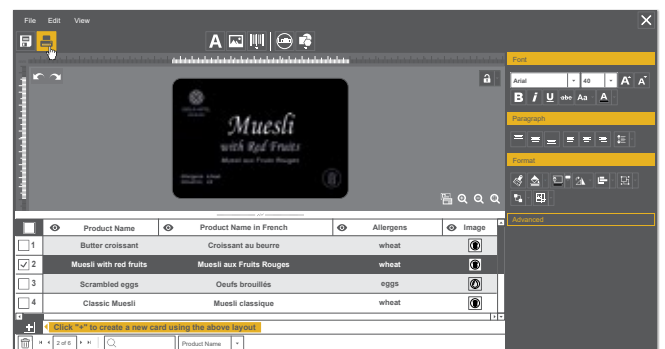 File Edit View
A
Font
Arial 40 A A
B i U abc Aa A
Paragraph
Format
Advanced
Muesli
with Red Fruits
Muesli aux Fruits Rouges
Product Name Product Name in French Allergens Image
1 Butter croissant Croissant au beurre wheat
2 Muesli with red fruits Muesli aux Fruits Rouges wheat
3 Scrambled eggs Oeufs brouillés eggs
4 Classic Muesli Muesli classique wheat
Click "+" to create a new card using the above layout
2 of 6 Product Name